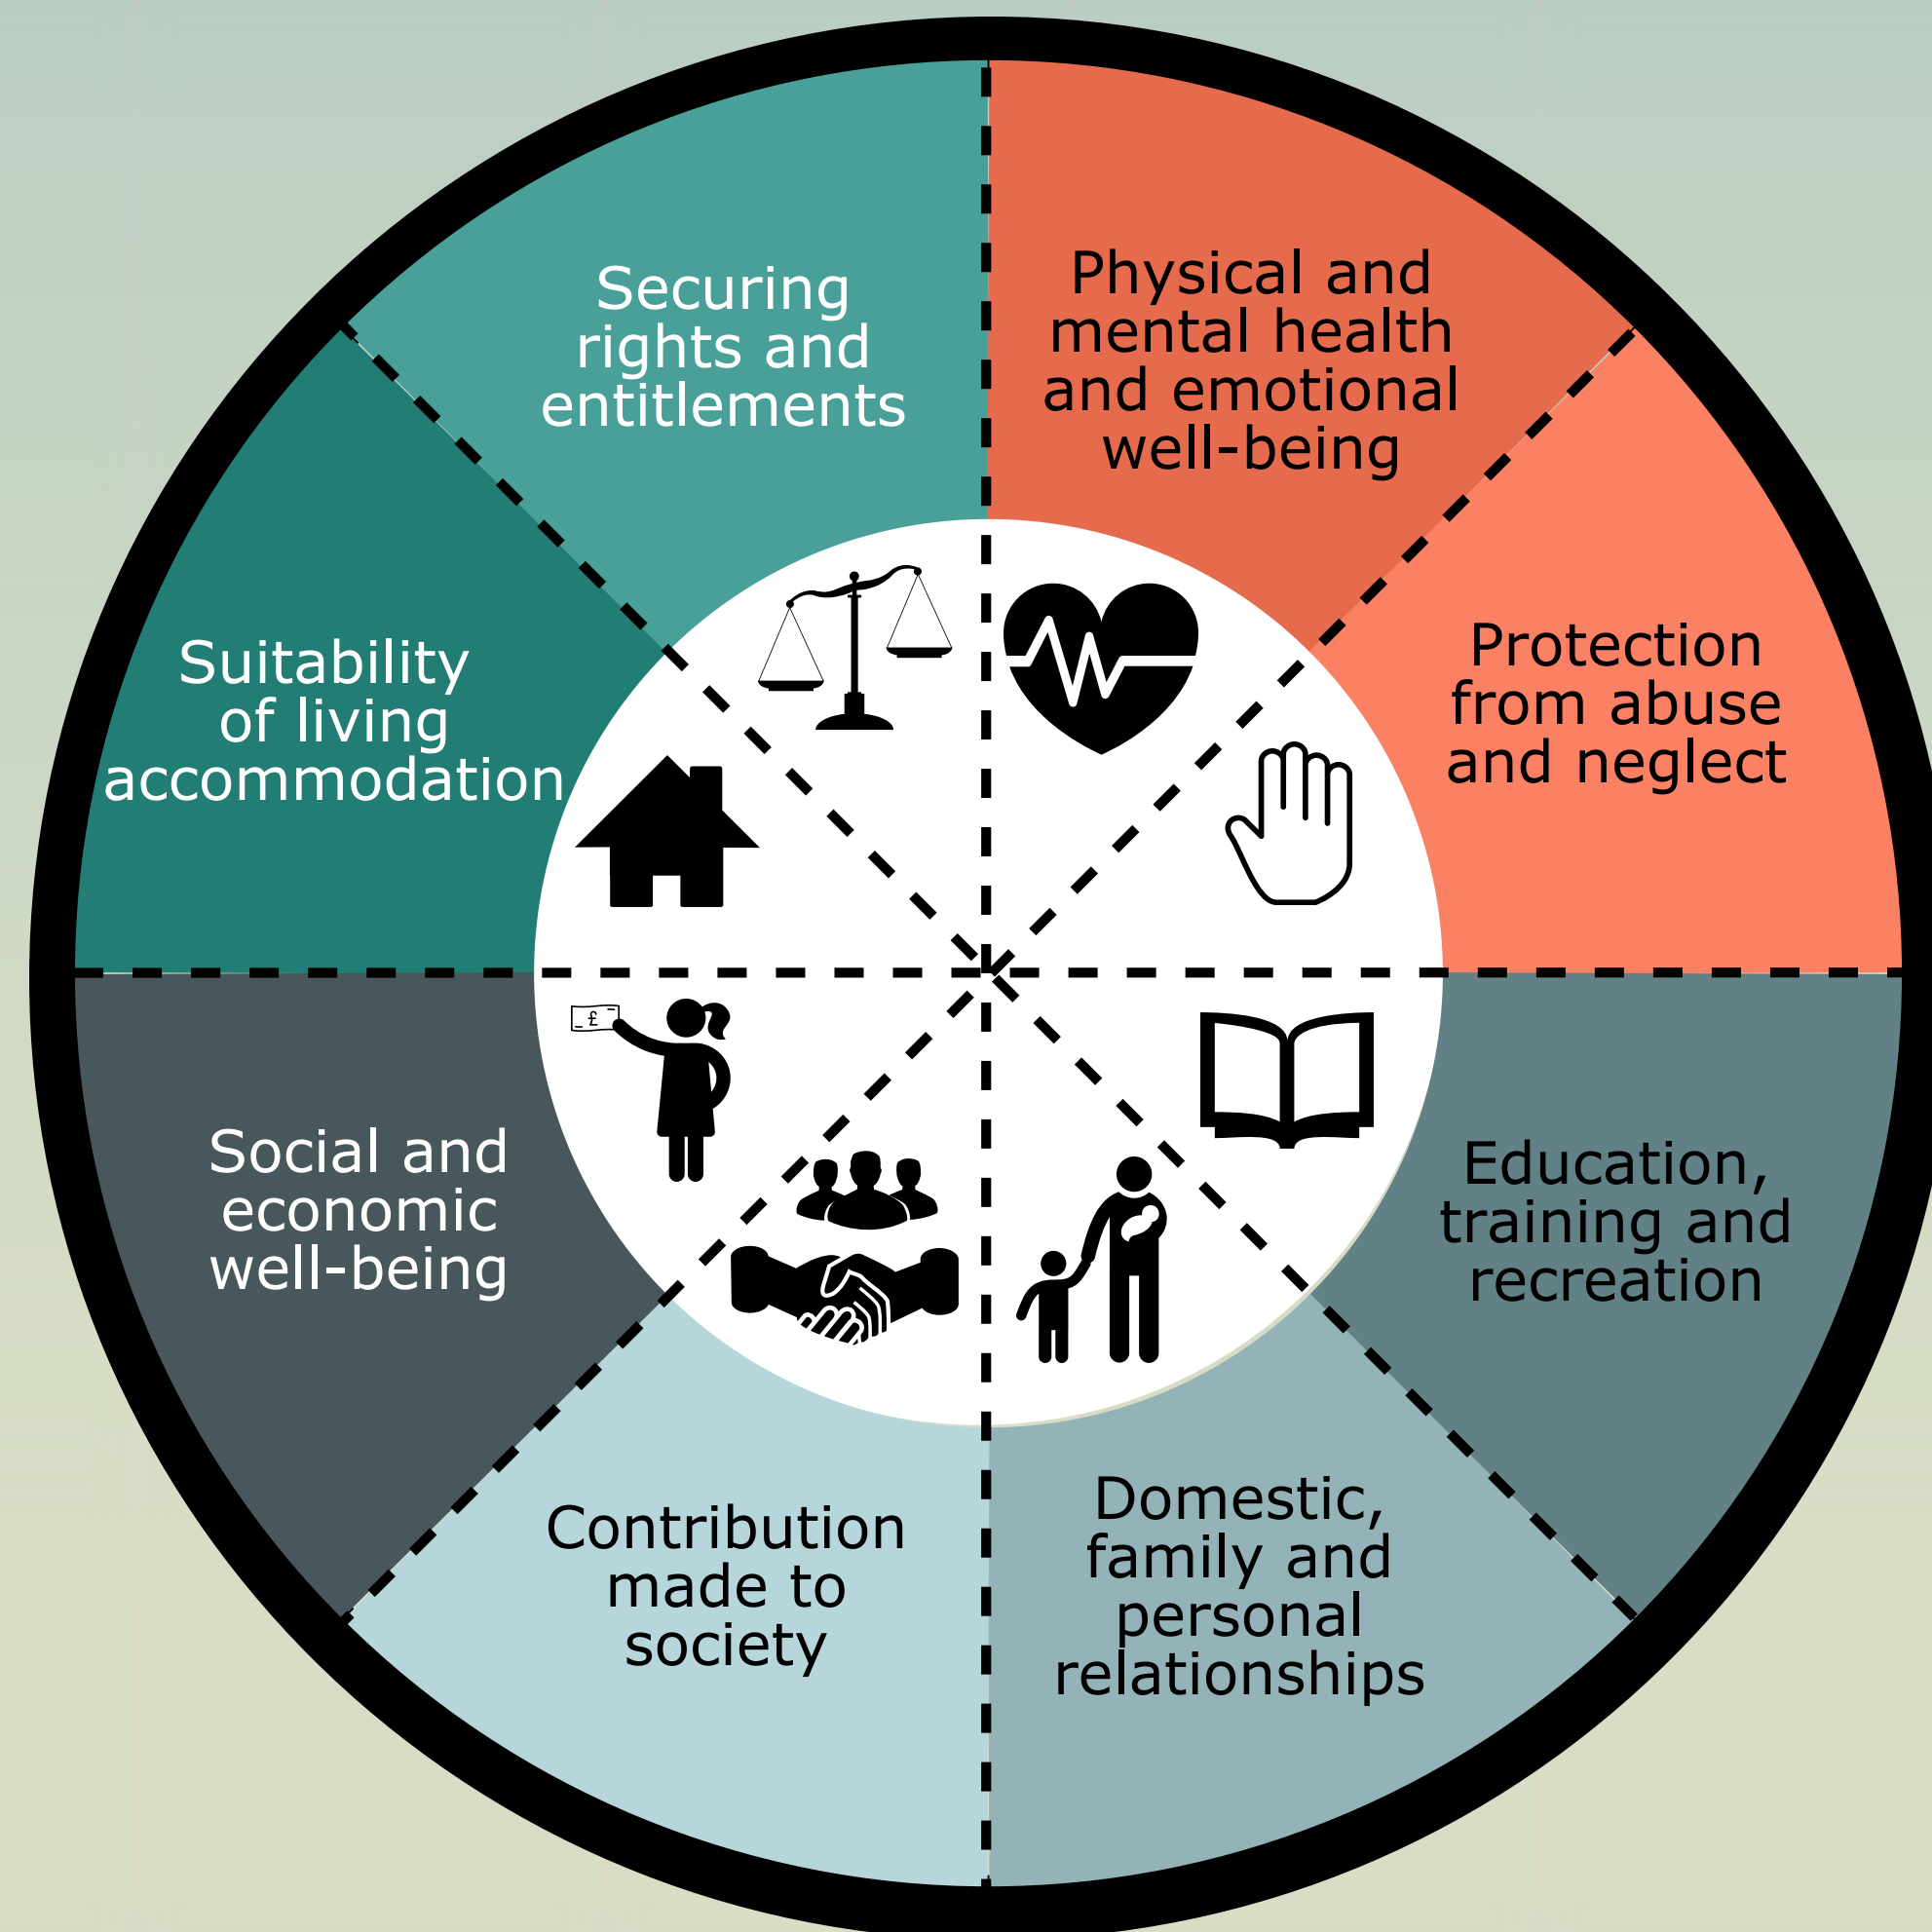 Securing
rights and
entitlements
Physical and
mental health
and emotional
well-being
Protection
from abuse
and neglect
Education,
training and
recreation
Domestic,
family and
personal
relationships
Contribution
made to
society
Social and
economic
well-being
£
Suitability
of living
accommodation